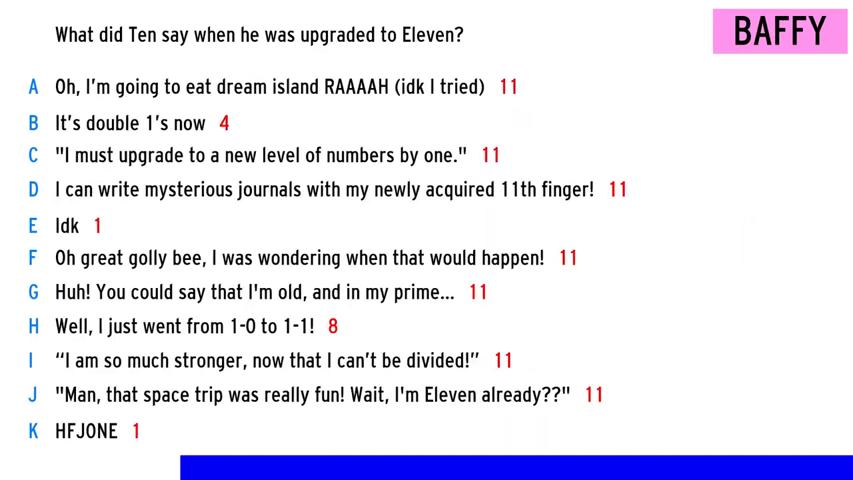 What did Ten say when he was upgraded to Eleven?
BAFFY
A Oh, I'm going to eat dream island RAAAAH (idk I tried) 11
B It's double 1's now 4
C "I must upgrade to a new level of numbers by one." 11
D I can write mysterious journals with my newly acquired 11th finger! 11
E Idk 1
F Oh great golly bee, I was wondering when that would happen! 11
G Huh! You could say that I'm old, and in my prime... 11
H Well, I just went from 1-0 to 1-1! 8
I “I am so much stronger, now that I can't be divided!” 11
J "Man, that space trip was really fun! Wait, I'm Eleven already??" 11
K HFJONE 1